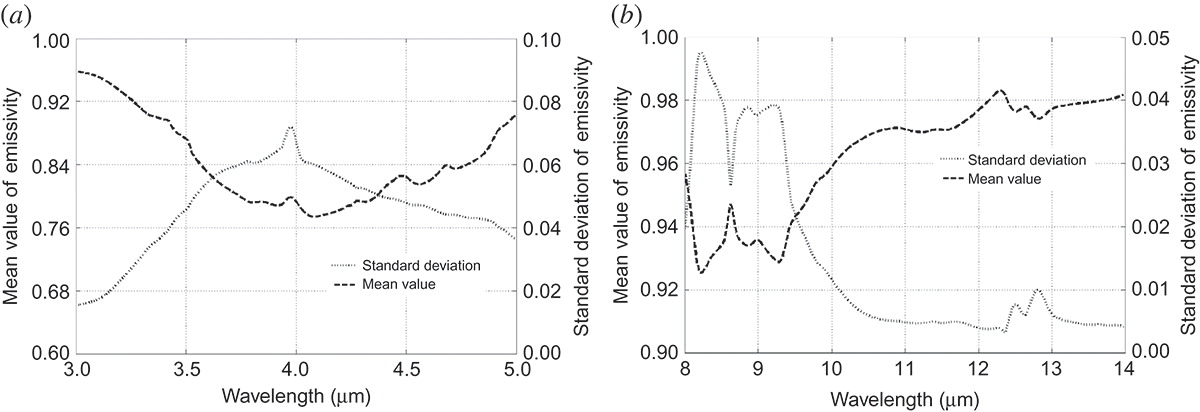 (a)
Mean value of emissivity
1.00
0.92
0.84
0.76
0.68
0.60
0.10
0.08
0.06
0.04
0.02
0.00
Standard deviation of emissivity
Standard deviation
Mean value
3.0 3.5 4.0 4.5 5.0
Wavelength (μm)
(b)
Mean value of emissivity
1.00
0.98
0.96
0.94
0.92
0.90
0.05
0.04
0.03
0.02
0.01
0.00
Standard deviation of emissivity
Standard deviation
Mean value
8 9 10 11 12 13 14
Wavelength (μm)